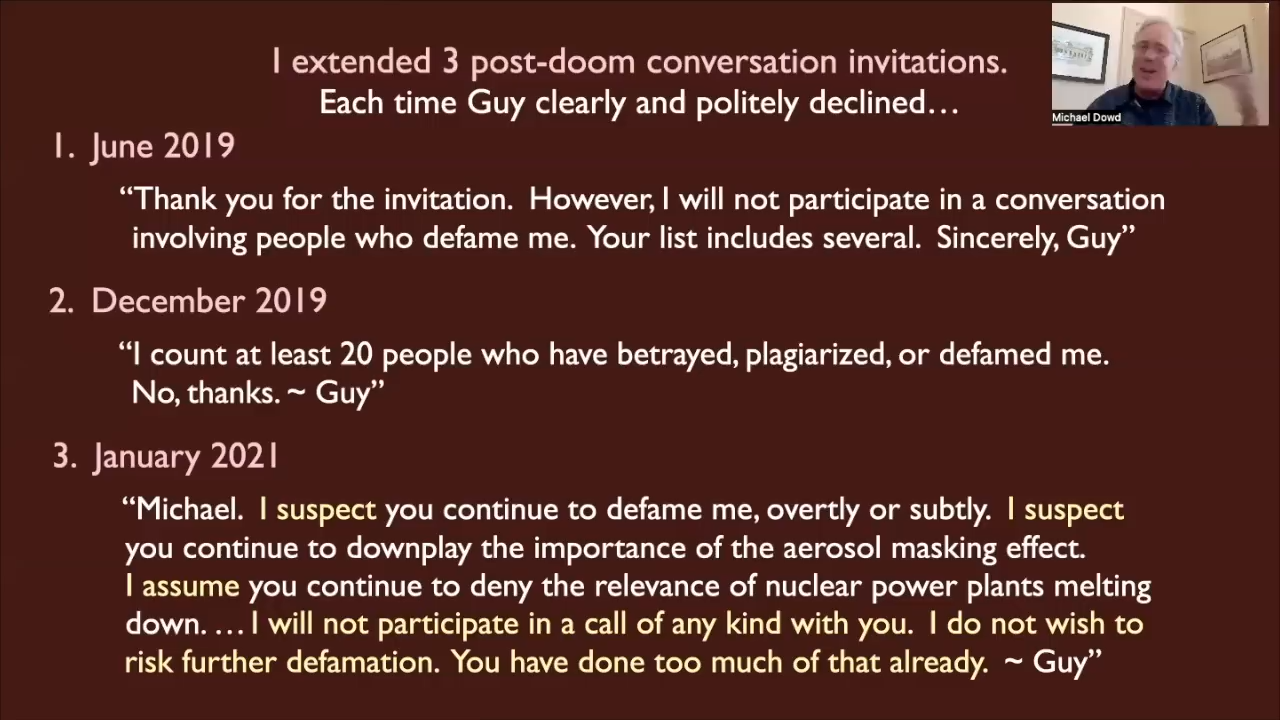 I extended 3 post-doom conversation invitations.
Each time Guy clearly and politely declined…
Michael Dowd
1. June 2019
“Thank you for the invitation. However, I will not participate in a conversation
involving people who defame me. Your list includes several. Sincerely, Guy”
2. December 2019
“I count at least 20 people who have betrayed, plagiarized, or defamed me.
No, thanks. ~ Guy”
3. January 2021
“Michael. I suspect you continue to defame me, overtly or subtly. I suspect
you continue to downplay the importance of the aerosol masking effect.
I assume you continue to deny the relevance of nuclear power plants melting
down. …I will not participate in a call of any kind with you. I do not wish to
risk further defamation. You have done too much of that already. ~ Guy”